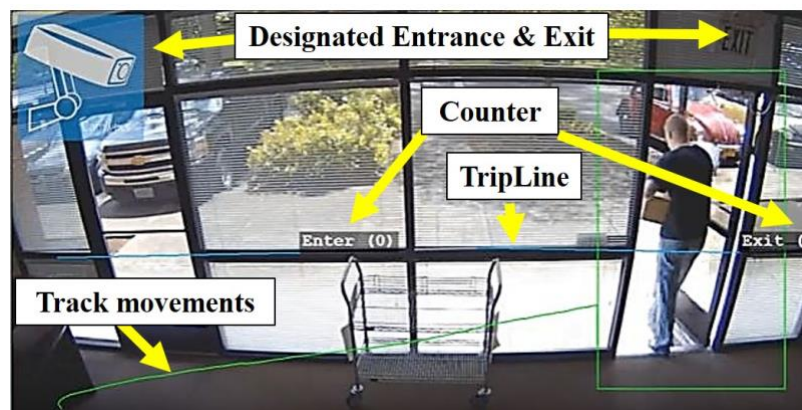 Designated Entrance & Exit
EXIT
Counter
TripLine
Enter (0)
Exit (
Track movements